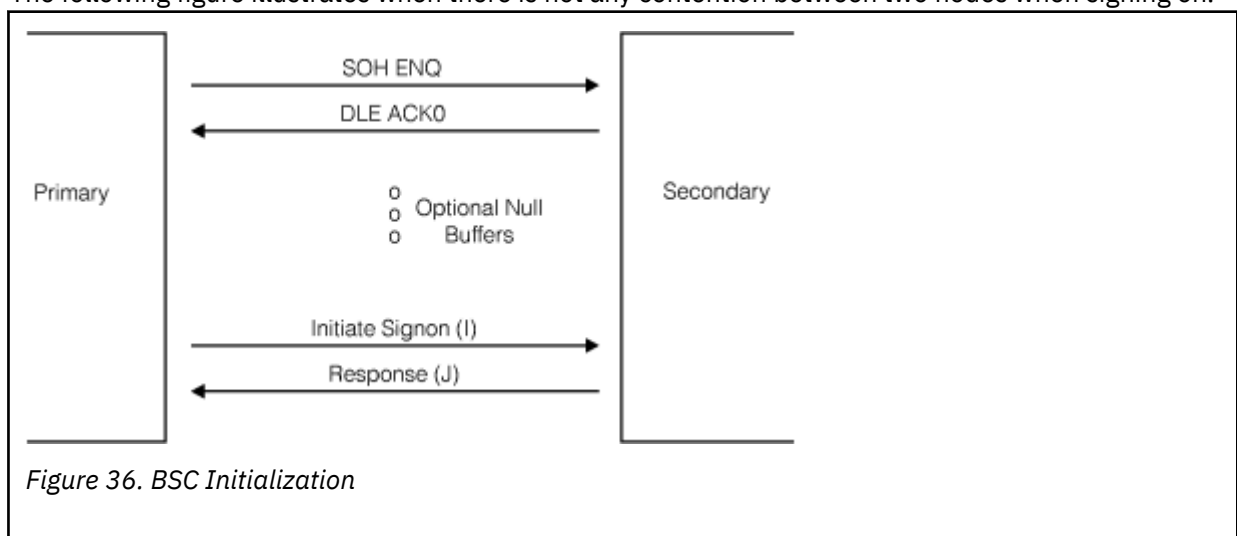 The following figure illustrates when there is not any contention between two nodes when signing on.
SOH ENQ
DLE ACK0
Primary
Secondary
o
o Optional Null
o Buffers
Initiate Signon (I)
Response (J)
Figure 36. BSC Initialization